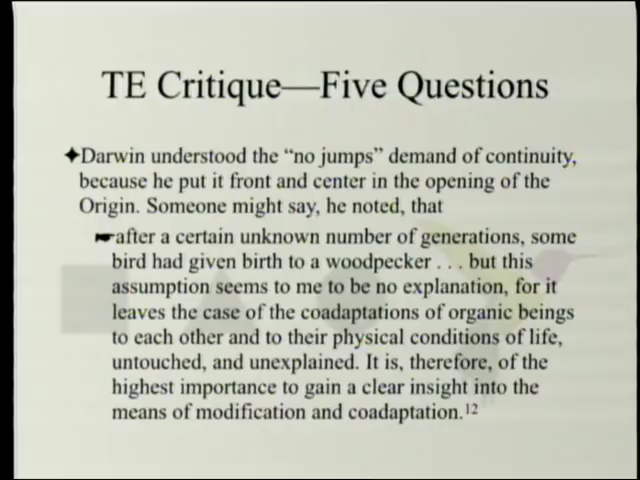 TE Critique—Five Questions
✦Darwin understood the “no jumps” demand of continuity,
because he put it front and center in the opening of the
Origin. Someone might say, he noted, that
☛after a certain unknown number of generations, some
bird had given birth to a woodpecker . . . but this
assumption seems to me to be no explanation, for it
leaves the case of the coadaptations of organic beings
to each other and to their physical conditions of life,
untouched, and unexplained. It is, therefore, of the
highest importance to gain a clear insight into the
means of modification and coadaptation.¹²